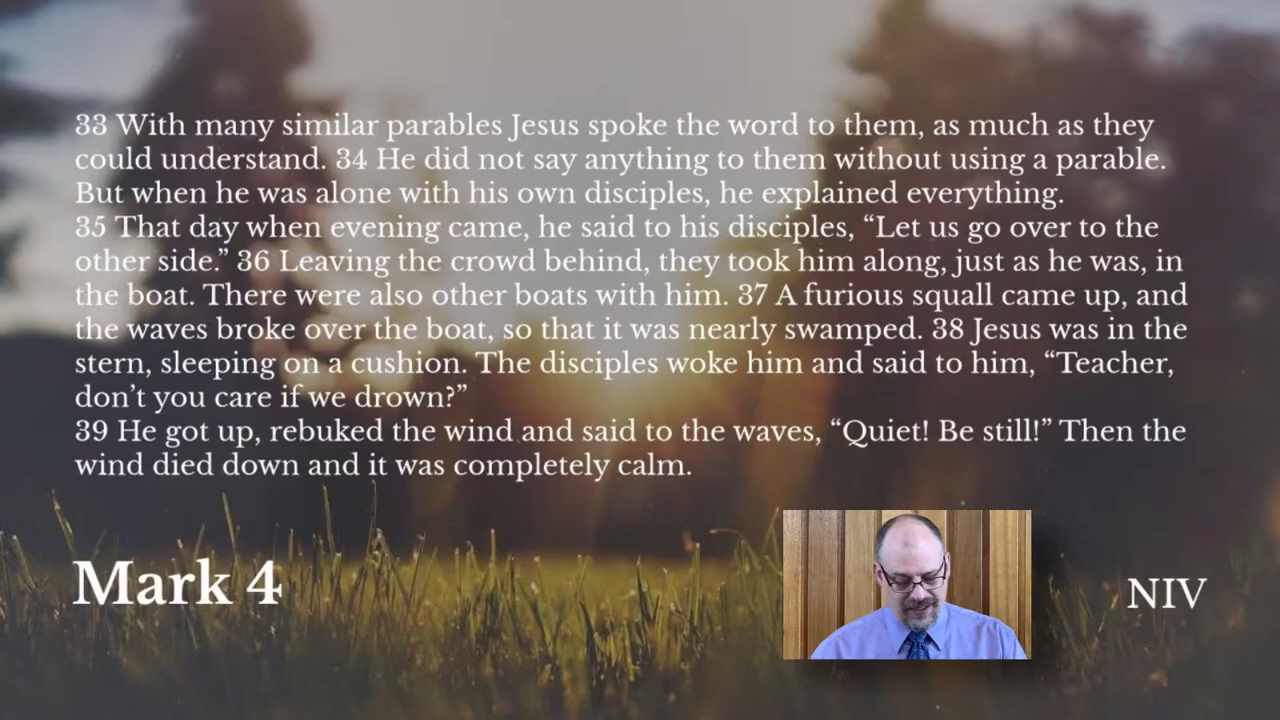 33 With many similar parables Jesus spoke the word to them, as much as they
could understand. 34 He did not say anything to them without using a parable.
But when he was alone with his own disciples, he explained everything.
35 That day when evening came, he said to his disciples, “Let us go over to the
other side.” 36 Leaving the crowd behind, they took him along, just as he was, in
the boat. There were also other boats with him. 37 A furious squall came up, and
the waves broke over the boat, so that it was nearly swamped. 38 Jesus was in the
stern, sleeping on a cushion. The disciples woke him and said to him, “Teacher,
don’t you care if we drown?”
39 He got up, rebuked the wind and said to the waves, “Quiet! Be still!” Then the
wind died down and it was completely calm.
Mark 4
NIV